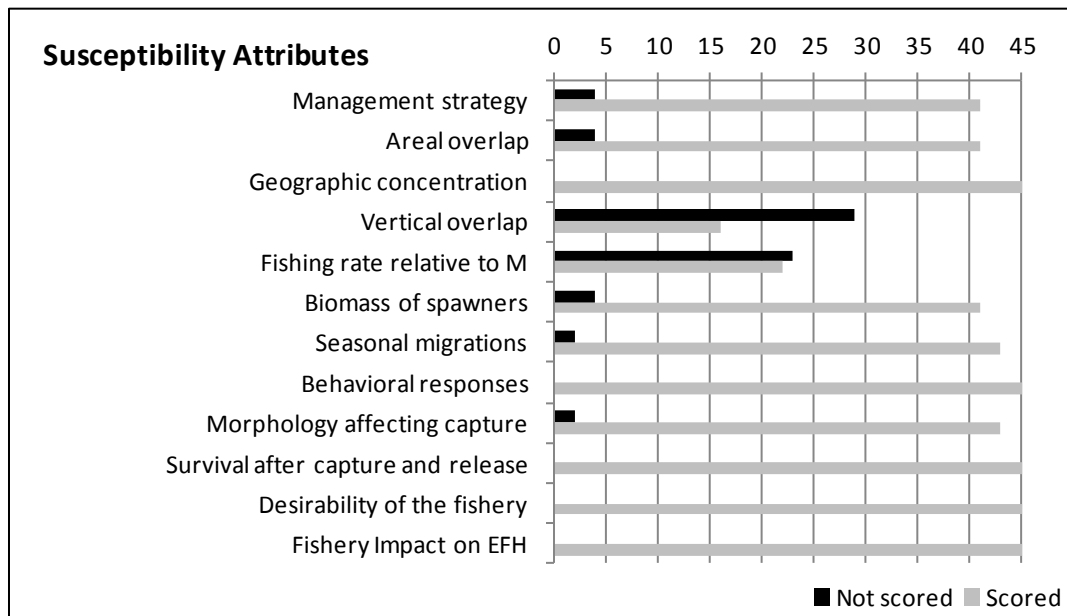 Susceptibility Attributes
0 5 10 15 20 25 30 35 40 45
Management strategy
Areal overlap
Geographic concentration
Vertical overlap
Fishing rate relative to M
Biomass of spawners
Seasonal migrations
Behavioral responses
Morphology affecting capture
Survival after capture and release
Desirability of the fishery
Fishery Impact on EFH
Not scored Scored